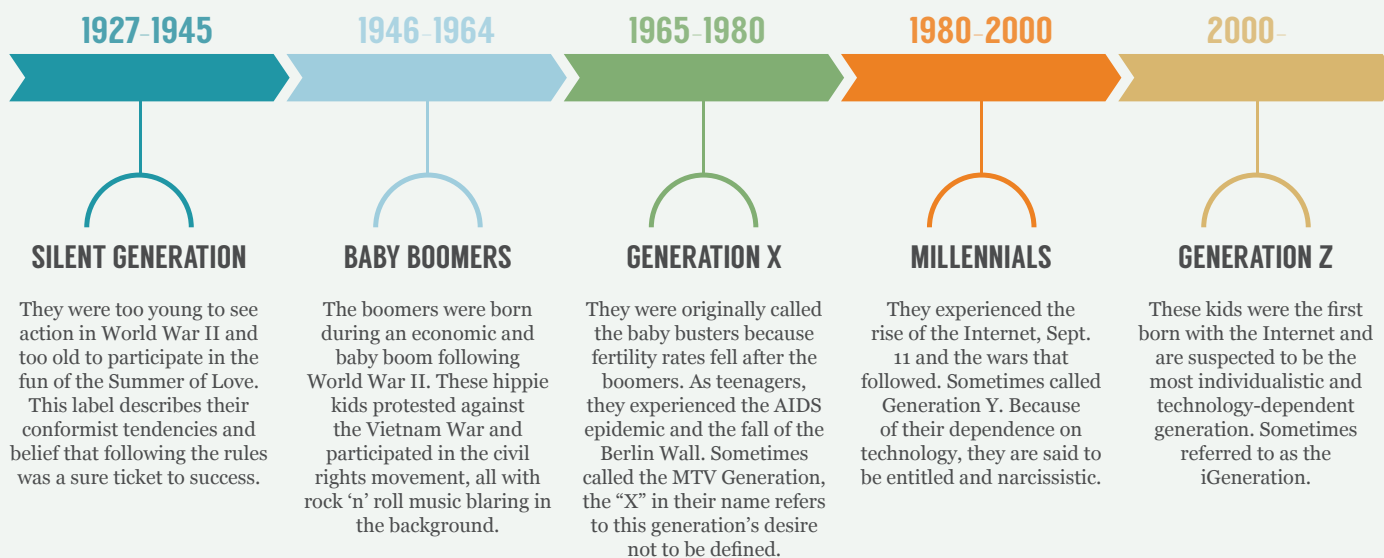 1927-1945
1946-1964
1965-1980
1980-2000
2000-
SILENT GENERATION
They were too young to see
action in World War II and
too old to participate in the
fun of the Summer of Love.
This label describes their
conformist tendencies and
belief that following the rules
was a sure ticket to success.
BABY BOOMERS
The boomers were born
during an economic and
baby boom following
World War II. These hippie
kids protested against
the Vietnam War and
participated in the civil
rights movement, all with
rock ‘n’ roll music blaring in
the background.
GENERATION X
They were originally called
the baby busters because
fertility rates fell after the
boomers. As teenagers,
they experienced the AIDS
epidemic and the fall of the
Berlin Wall. Sometimes
called the MTV Generation,
the “X” in their name refers
to this generation’s desire
not to be defined.
MILLENNIALS
They experienced the
rise of the Internet, Sept.
11 and the wars that
followed. Sometimes called
Generation Y. Because
of their dependence on
technology, they are said to
be entitled and narcissistic.
GENERATION Z
These kids were the first
born with the Internet and
are suspected to be the
most individualistic and
technology-dependent
generation. Sometimes
referred to as the
iGeneration.